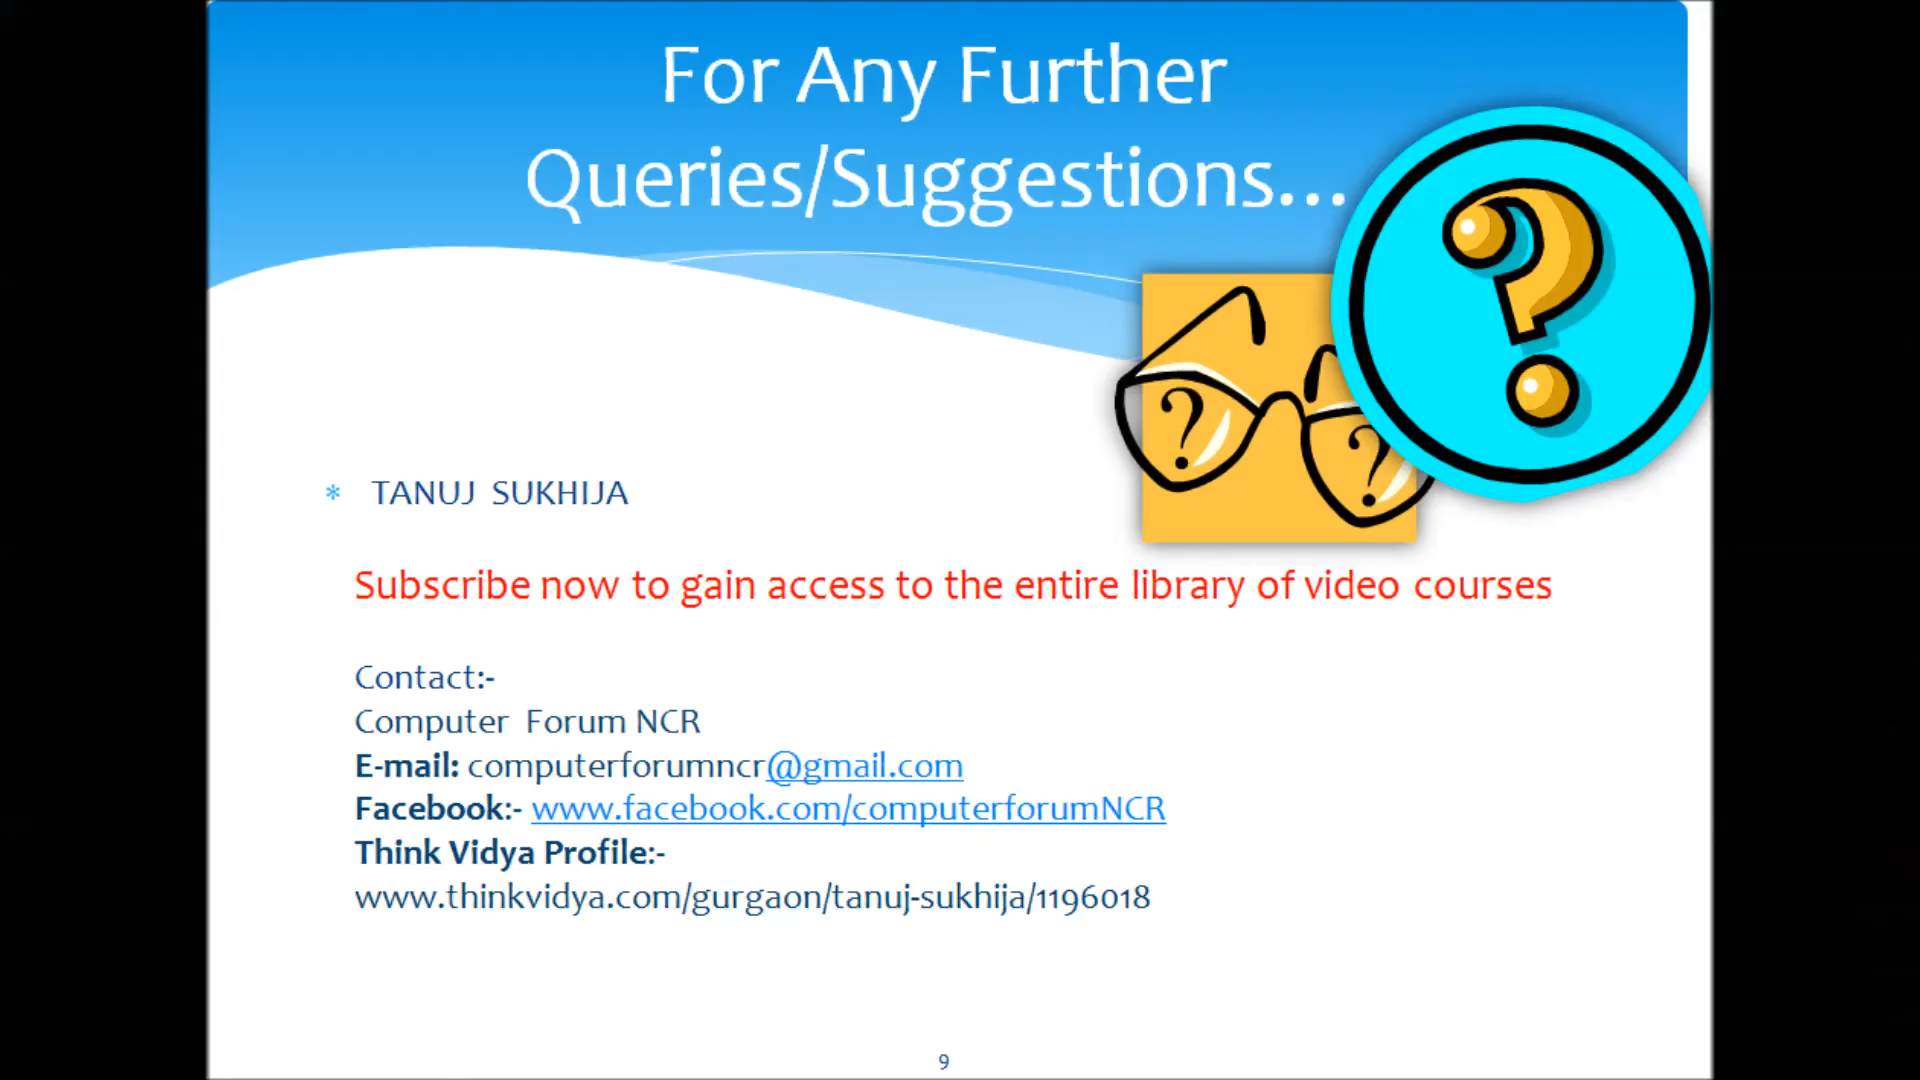 For Any Further
Queries/Suggestions...
? ? ?
* TANUJ SUKHIJA
Subscribe now to gain access to the entire library of video courses
Contact:-
Computer Forum NCR
E-mail: computerforumncr@gmail.com
Facebook:- www.facebook.com/computerforumNCR
Think Vidya Profile:-
www.thinkvidya.com/gurgaon/tanuj-sukhija/1196018
9